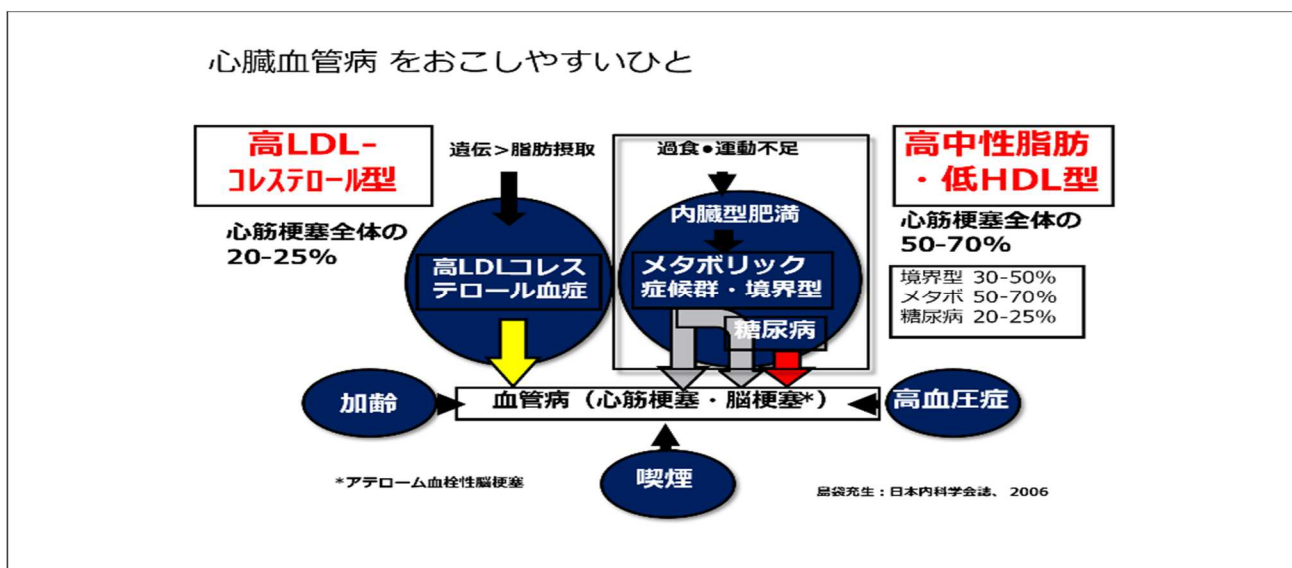 心臓血管病 をおこしやすいひと
高LDL-
ｺﾚｽﾃﾛｰﾙ型
心筋梗塞全体の
20-25%
遺伝>脂肪摂取
高LDLコレス
テロール血症
過食●運動不足
内臓型肥満
メタボリック
症候群・境界型
糖尿病
高中性脂肪
・低HDL型
心筋梗塞全体の
50-70%
境界型 30-50%
メタボ 50-70%
糖尿病 20-25%
加齢
血管病（心筋梗塞・脳梗塞*）
高血圧症
喫煙
*アテローム血栓性脳梗塞
島袋充生：日本内科学会誌、2006